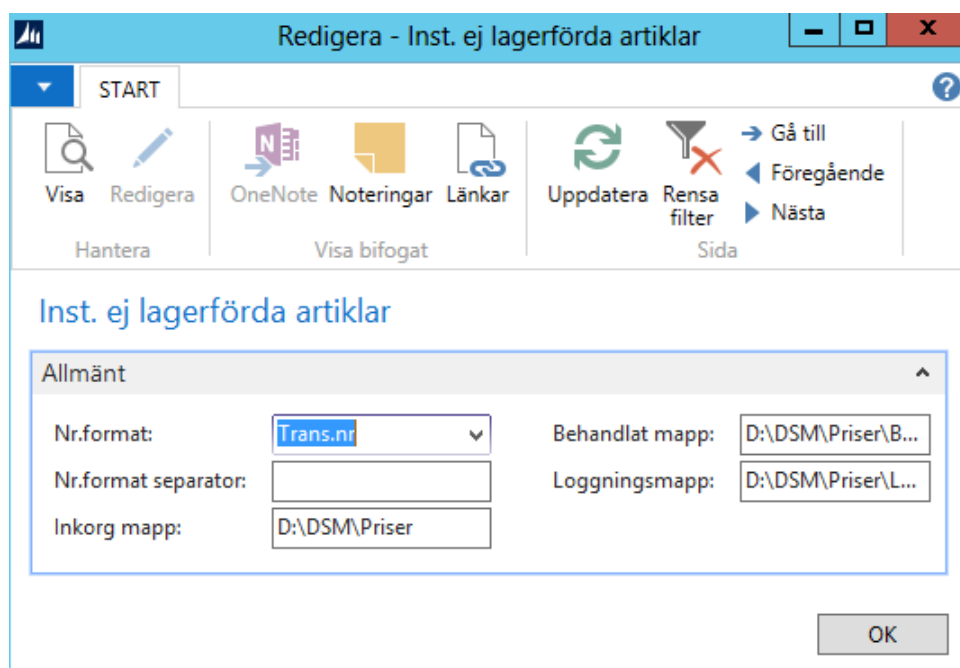 Redigera - Inst. ej lagerförda artiklar
START
Visa
Redigera
Hantera
OneNote
Noteringar
Länkar
Visa bifogat
Uppdatera
Rensa
filter
Gå till
Föregående
Nästa
Sida
Inst. ej lagerförda artiklar
Allmänt
Nr.format: Trans.nr
Nr.format separator:
Inkorg mapp: D:\DSM\Priser
Behandlat mapp: D:\DSM\Priser\B...
Loggningsmapp: D:\DSM\Priser\L...
OK